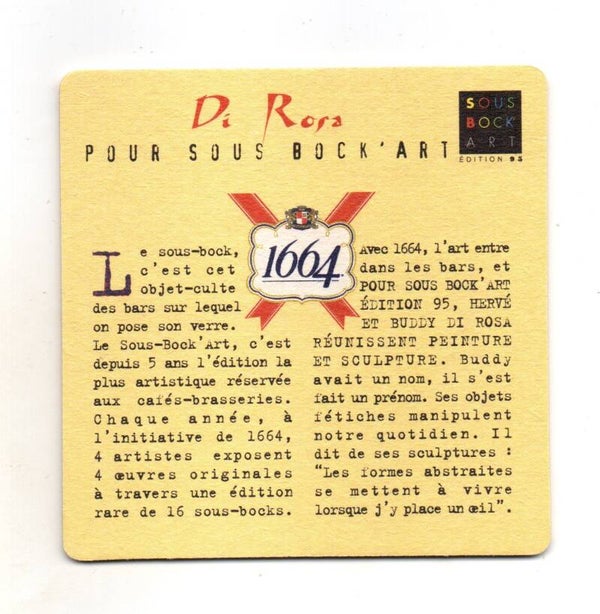 Di Rosa
POUR SOUS BOCK'ART
SOUS
BOCK
ART
ÉDITION 95
1664
Le sous-bock,
c'est cet
objet-culte
des bars sur lequel
on pose son verre.
Le Sous-Bock'Art, c'est
depuis 5 ans l'édition la
plus artistique réservée
aux cafés-brasseries.
Chaque année, à
l'initiative de 1664,
4 artistes exposent
4 œuvres originales
à travers une édition
rare de 16 sous-bocks.
Avec 1664, l'art entre
dans les bars, et
POUR SOUS BOCK'ART
ÉDITION 95, HERVÉ
ET BUDDY DI ROSA
RÉUNISSENT PEINTURE
ET SCULPTURE. Buddy
avait un nom, il s'est
fait un prénom. Ses objets
fétiches manipulent
notre quotidien. Il
dit de ses sculptures :
"Les formes abstraites
se mettent à vivre
lorsque j'y place un œil".